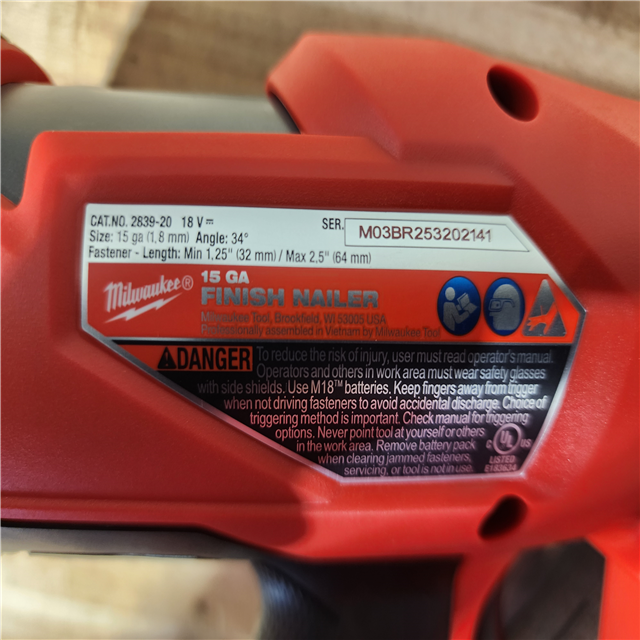 CAT.NO. 2839-20 18 V
SER. M03BR253202141
Size: 15 ga (1,8 mm) Angle: 34°
Fastener - Length: Min 1,25" (32 mm) / Max 2,5" (64 mm)
Milwaukee®
15 GA
FINISH NAILER
Milwaukee Tool, Brookfield, WI 53005 USA
Professionally assembled in Vietnam by Milwaukee Tool
DANGER To reduce the risk of injury, user must read operator's manual.
Operators and others in work area must wear safety glasses
with side shields. Use M18™ batteries. Keep fingers away from trigger
when not driving fasteners to avoid accidental discharge. Choice of
triggering method is important. Check manual for triggering
options. Never point tool at yourself or others
in the work area. Remove battery pack
when clearing jammed fasteners,
servicing, or tool is not in use.
C UL US
LISTED
E183634